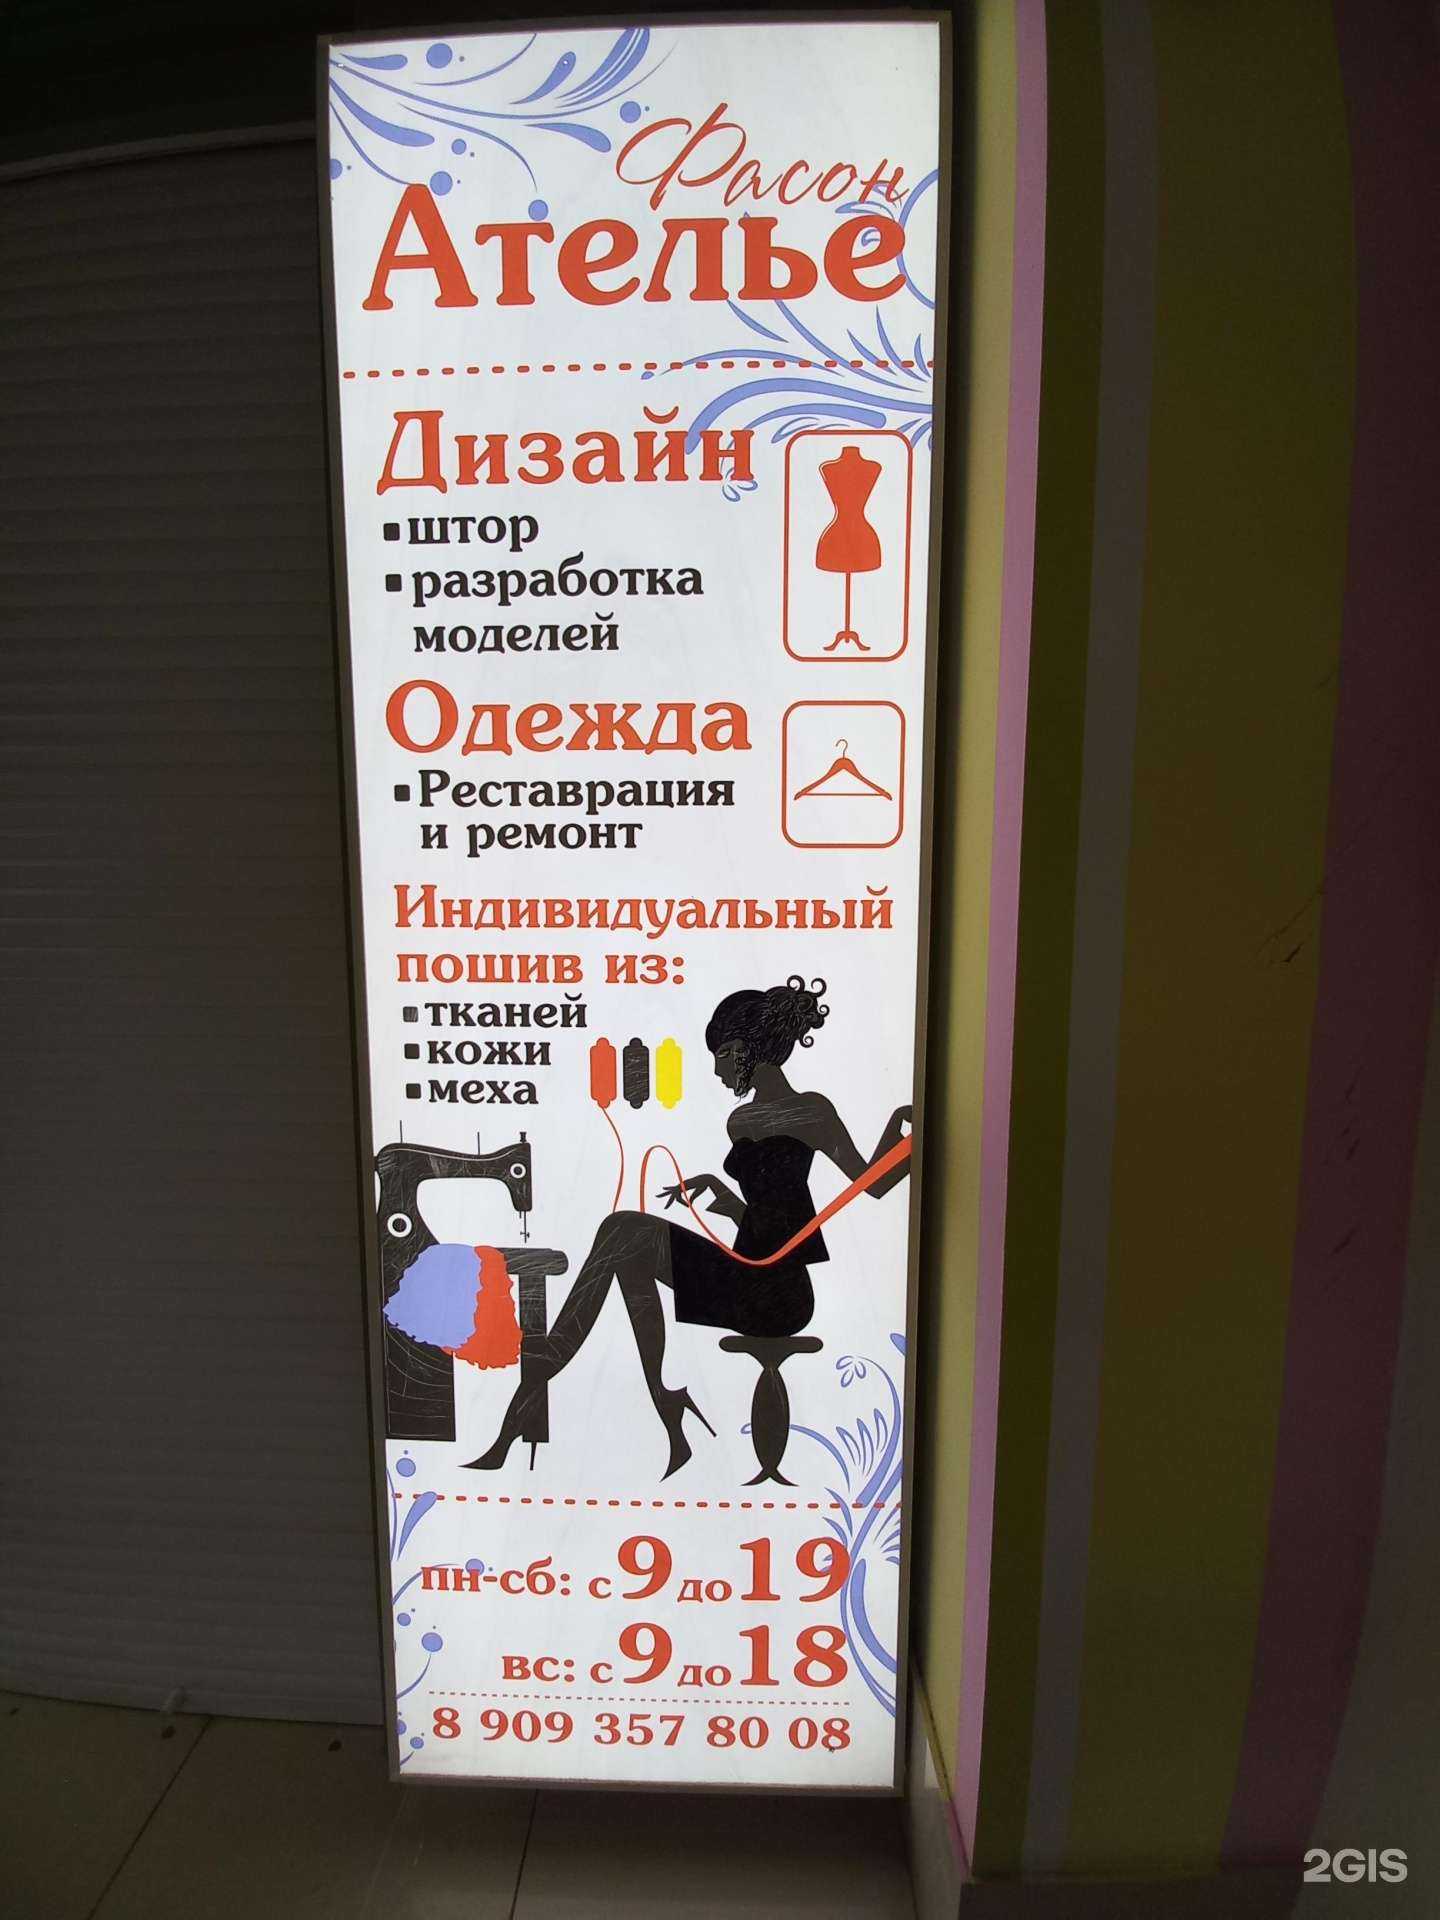 Фасон
Ателье
Дизайн
▪штор
▪разработка
моделей
Одежда
▪Реставрация
и ремонт
Индивидуальный
пошив из:
▪тканей
▪кожи
▪меха
пн-сб: с 9 до 19
вс: с 9 до 18
8 909 357 80 08
2GIS